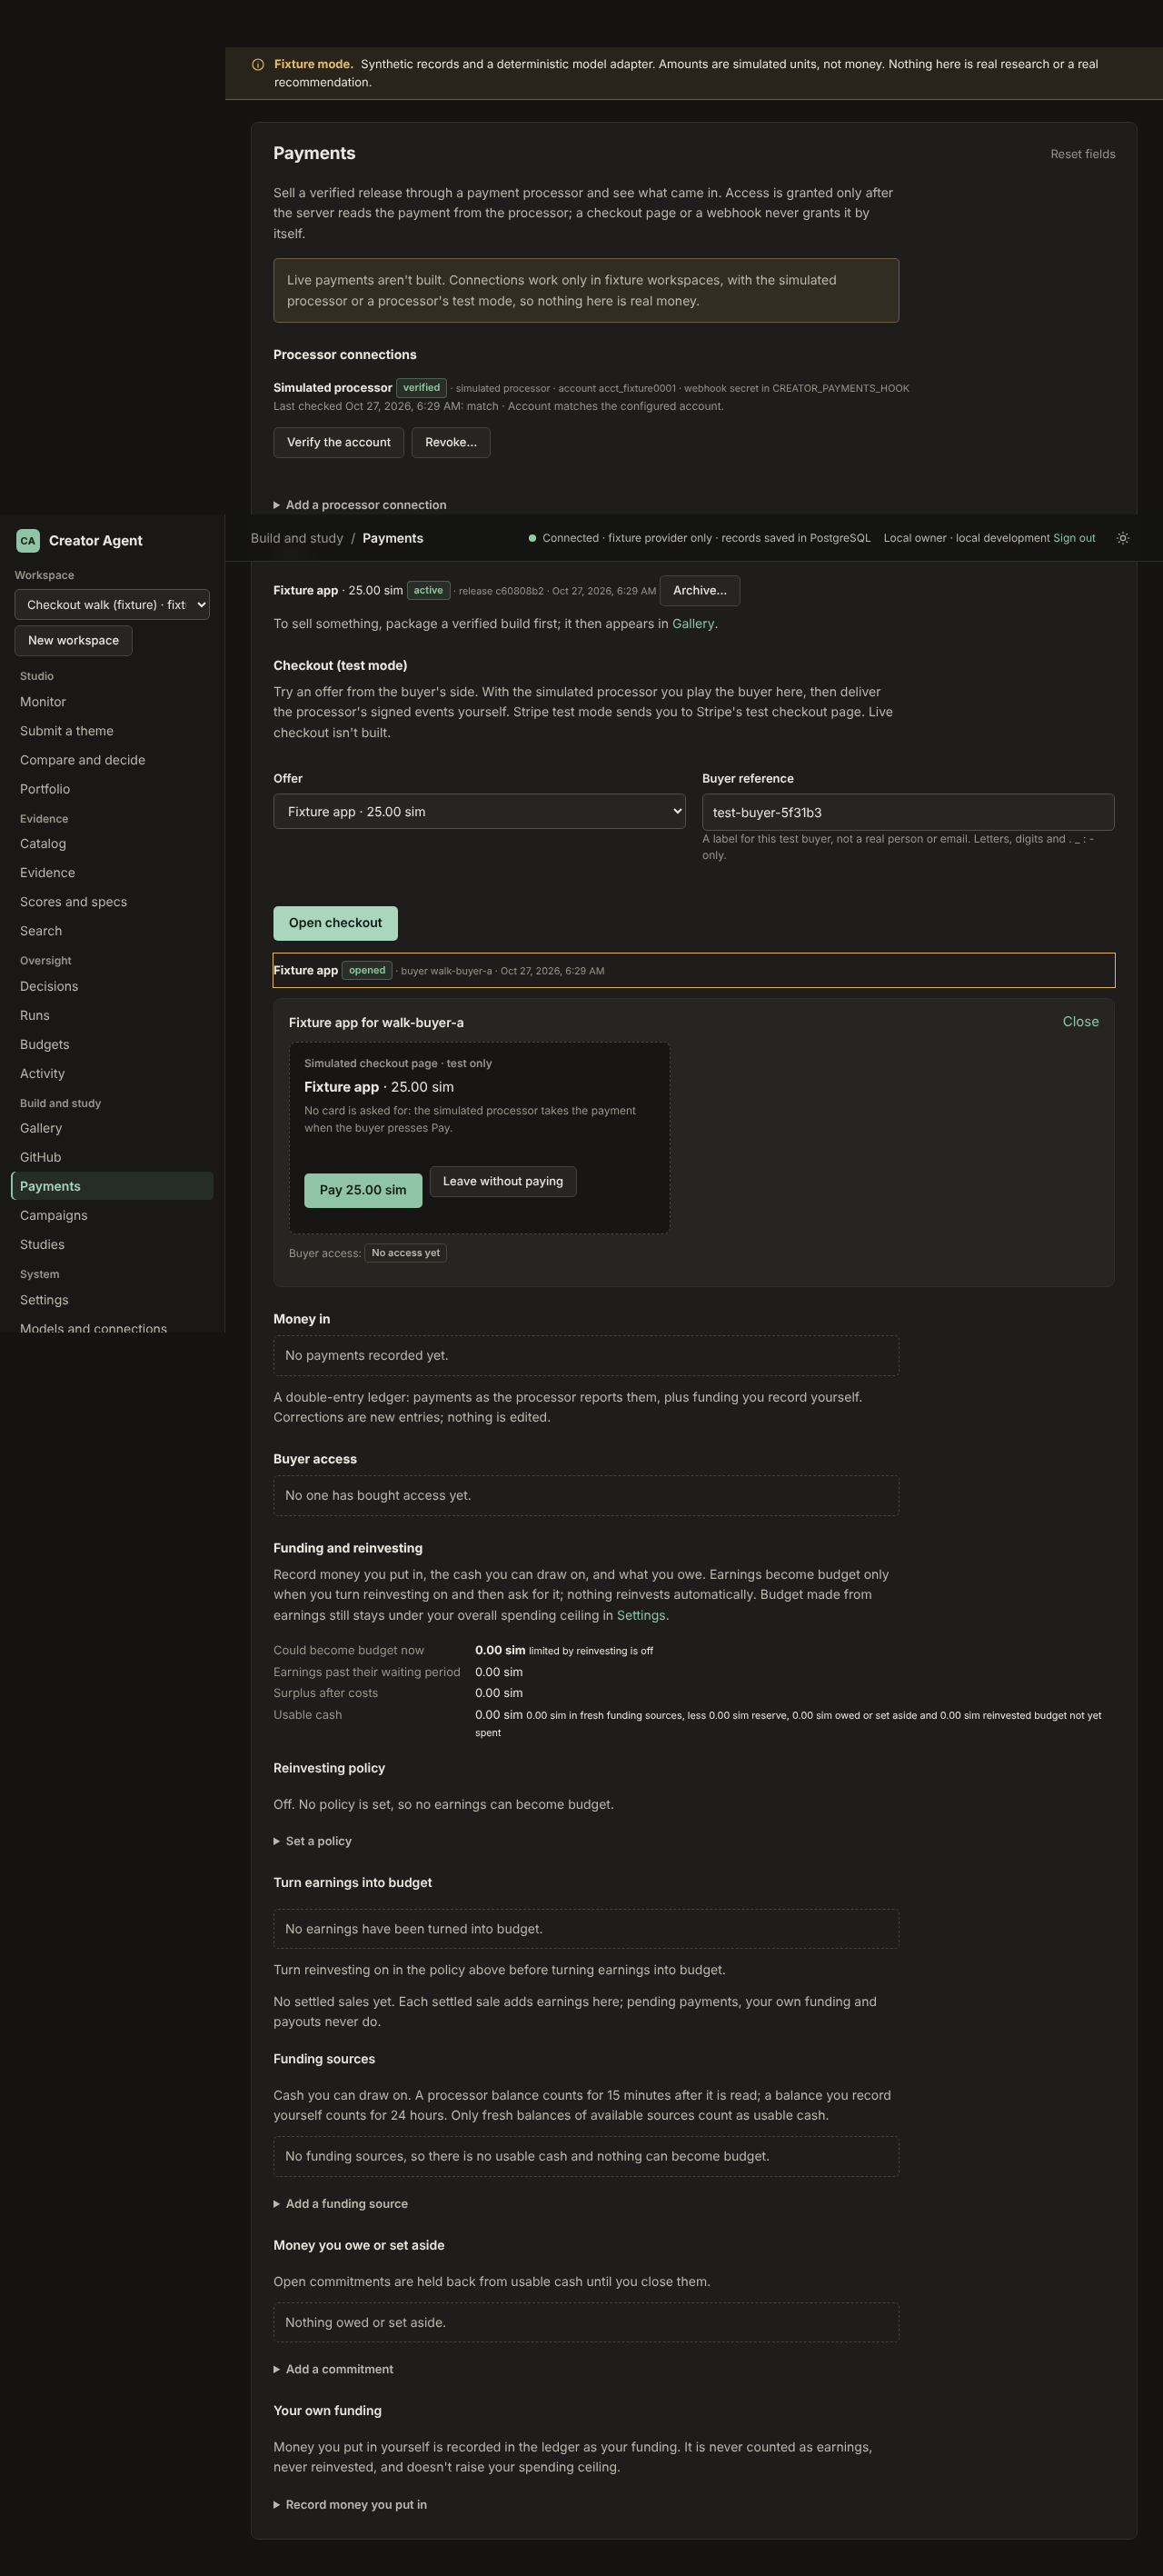 Fixture mode. Synthetic records and a deterministic model adapter. Amounts are simulated units, not money. Nothing here is real research or a real
recommendation.
Payments
Reset fields
Sell a verified release through a payment processor and see what came in. Access is granted only after
the server reads the payment from the processor; a checkout page or a webhook never grants it by
itself.
Live payments aren't built. Connections work only in fixture workspaces, with the simulated
processor or a processor's test mode, so nothing here is real money.
Processor connections
Simulated processor verified · simulated processor · account acct_fixture0001 · webhook secret in CREATOR_PAYMENTS_HOOK
Last checked Oct 27, 2026, 6:29 AM: match · Account matches the configured account.
Verify the account
Revoke...
Add a processor connection
CA
Creator Agent
Workspace
Checkout walk (fixture) · fixt
New workspace
Studio
Monitor
Submit a theme
Compare and decide
Portfolio
Evidence
Catalog
Evidence
Scores and specs
Search
Oversight
Decisions
Runs
Budgets
Activity
Build and study
Gallery
GitHub
Payments
Campaigns
Studies
System
Settings
Models and connections
Build and study / Payments
Connected · fixture provider only · records saved in PostgreSQL
Local owner · local development Sign out
Fixture app · 25.00 sim active · release c60808b2 · Oct 27, 2026, 6:29 AM Archive...
To sell something, package a verified build first; it then appears in Gallery.
Checkout (test mode)
Try an offer from the buyer's side. With the simulated processor you play the buyer here, then deliver
the processor's signed events yourself. Stripe test mode sends you to Stripe's test checkout page. Live
checkout isn't built.
Offer
Fixture app · 25.00 sim
Buyer reference
test-buyer-5f31b3
A label for this test buyer, not a real person or email. Letters, digits and . _ : -
only.
Open checkout
Fixture app opened · buyer walk-buyer-a · Oct 27, 2026, 6:29 AM
Fixture app for walk-buyer-a
Close
Simulated checkout page · test only
Fixture app · 25.00 sim
No card is asked for: the simulated processor takes the payment
when the buyer presses Pay.
Pay 25.00 sim
Leave without paying
Buyer access: No access yet
Money in
No payments recorded yet.
A double-entry ledger: payments as the processor reports them, plus funding you record yourself.
Corrections are new entries; nothing is edited.
Buyer access
No one has bought access yet.
Funding and reinvesting
Record money you put in, the cash you can draw on, and what you owe. Earnings become budget only
when you turn reinvesting on and then ask for it; nothing reinvests automatically. Budget made from
earnings still stays under your overall spending ceiling in Settings.
Could become budget now 0.00 sim limited by reinvesting is off
Earnings past their waiting period 0.00 sim
Surplus after costs 0.00 sim
Usable cash 0.00 sim 0.00 sim in fresh funding sources, less 0.00 sim reserve, 0.00 sim owed or set aside and 0.00 sim reinvested budget not yet
spent
Reinvesting policy
Off. No policy is set, so no earnings can become budget.
Set a policy
Turn earnings into budget
No earnings have been turned into budget.
Turn reinvesting on in the policy above before turning earnings into budget.
No settled sales yet. Each settled sale adds earnings here; pending payments, your own funding and
payouts never do.
Funding sources
Cash you can draw on. A processor balance counts for 15 minutes after it is read; a balance you record
yourself counts for 24 hours. Only fresh balances of available sources count as usable cash.
No funding sources, so there is no usable cash and nothing can become budget.
Add a funding source
Money you owe or set aside
Open commitments are held back from usable cash until you close them.
Nothing owed or set aside.
Add a commitment
Your own funding
Money you put in yourself is recorded in the ledger as your funding. It is never counted as earnings,
never reinvested, and doesn't raise your spending ceiling.
Record money you put in